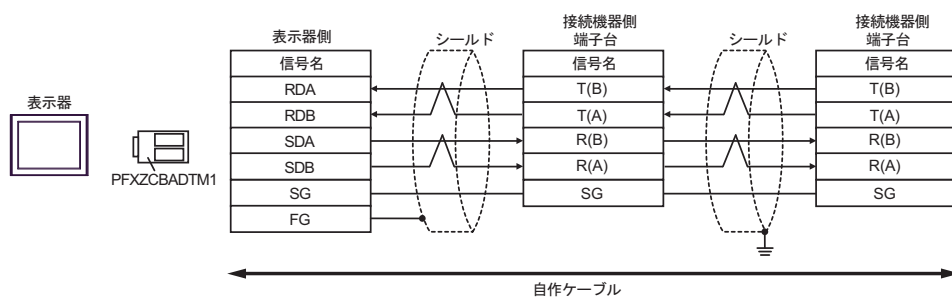 表示器
PFXZCBADTM1
表示器側
信号名
RDA
RDB
SDA
SDB
SG
FG
シールド
接続機器側
端子台
信号名
T(B)
T(A)
R(B)
R(A)
SG
シールド
接続機器側
端子台
信号名
T(B)
T(A)
R(B)
R(A)
SG
自作ケーブル